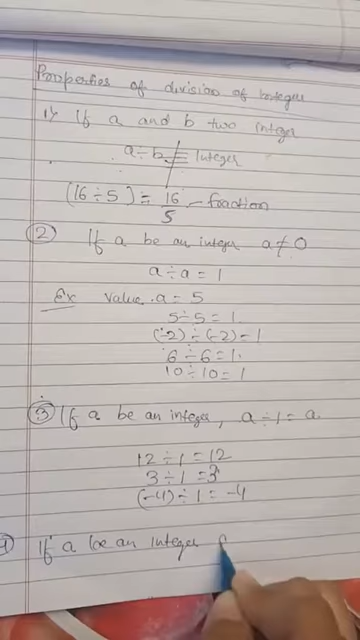 Properties of division of Integer
1) If a and b two integer
a ÷ b ≠ Integer
(16 ÷ 5) = 16/5 - fraction
(2) If a be an integer a ≠ 0
a ÷ a = 1
Ex value a = 5
5 ÷ 5 = 1
(-2) ÷ (-2) = 1
6 ÷ 6 = 1
10 ÷ 10 = 1
(3) If a be an integer, a ÷ 1 = a.
12 ÷ 1 = 12
3 ÷ 1 = 3
(-4) ÷ 1 = -4
(4) If a be an integer